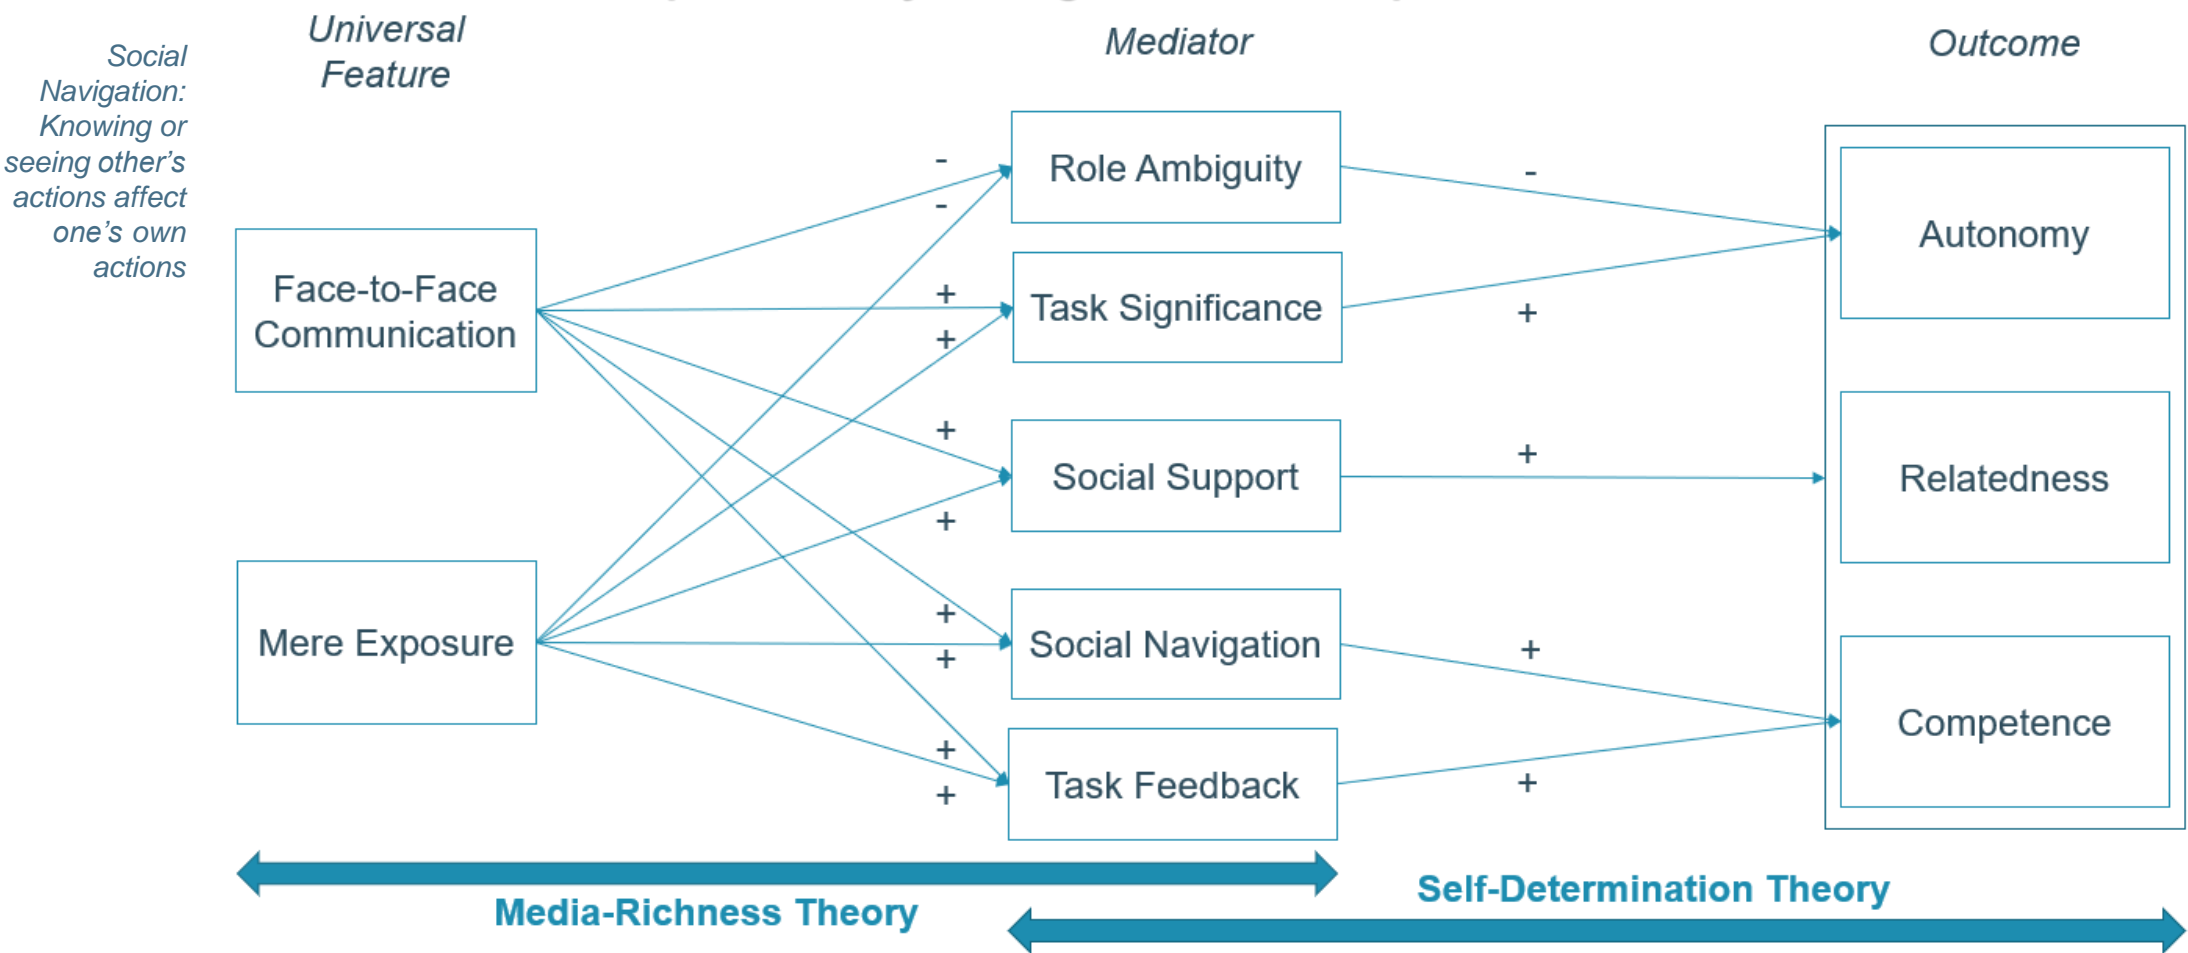 Universal
Feature
Mediator
Outcome
Social
Navigation:
Knowing or
seeing other's
actions affect
one's own
actions
Face-to-Face
Communication
Mere Exposure
-
-
+
+
+
+
+
+
+
+
Role Ambiguity
Task Significance
Social Support
Social Navigation
Task Feedback
-
+
+
+
+
Autonomy
Relatedness
Competence
Media-Richness Theory
Self-Determination Theory